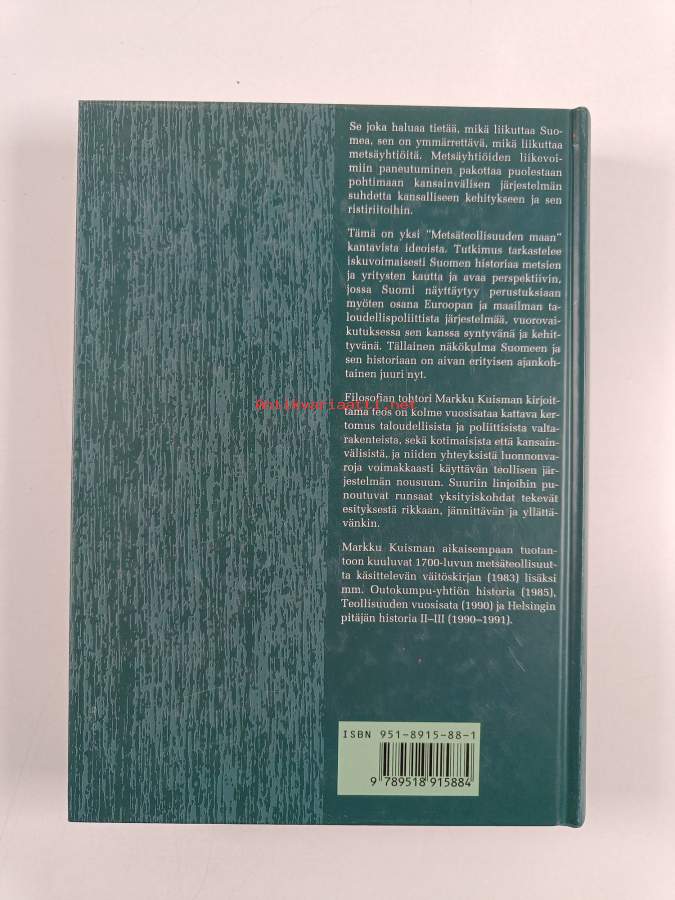 Se joka haluaa tietää, mikä liikuttaa Suo-
mea, sen on ymmärrettävä, mikä liikuttaa
metsäyhtiöitä. Metsäyhtiöiden liikevoi-
miin paneutuminen pakottaa puolestaan
pohtimaan kansainvälisen järjestelmän
suhdetta kansalliseen kehitykseen ja sen
ristiriitoihin.
Tämä on yksi "Metsäteollisuuden maan"
kantavista ideoista. Tutkimus tarkastelee
iskuvoimaisesti Suomen historiaa metsien
ja yritysten kautta ja avaa perspektiivin,
jossa Suomi näyttäytyy perustuksiaan
myöten osana Euroopan ja maailman ta-
loudellispoliittista järjestelmää, vuorovai-
kutuksessa sen kanssa syntyvänä ja kehit-
tyvänä. Tällainen näkökulma Suomeen ja
sen historiaan on aivan erityisen ajankoh-
tainen juuri nyt.
Filosofian tohtori Markku Kuisman kirjoit-
Antikvariaatti.net
tama teos on kolme vuosisataa kattava ker-
tomus taloudellisista ja poliittisista valta-
rakenteista, sekä kotimaisista että kansain-
välisistä, ja niiden yhteyksistä luonnonva-
roja voimakkaasti käyttävän teollisen jär-
jestelmän nousuun. Suuriin linjoihin pu-
noutuvat runsaat yksityiskohdat tekevät
esityksestä rikkaan, jännittävän ja yllättä-
vänkin.
Markku Kuisman aikaisempaan tuotan-
toon kuuluvat 1700-luvun metsäteollisuut-
ta käsittelevän väitöskirjan (1983) lisäksi
mm. Outokumpu-yhtiön historia (1985),
Teollisuuden vuosisata (1990) ja Helsingin
pitäjän historia II–III (1990–1991).
ISBN 951-8915-88-1
9 789518 915884